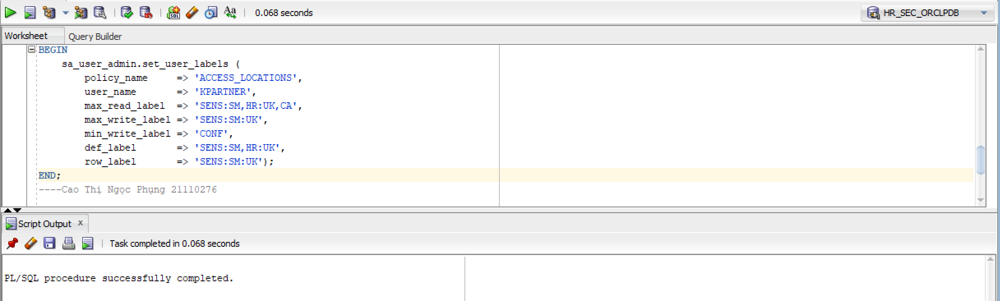 0.068 seconds
HR_SEC_ORCLPDB
Worksheet Query Builder
BEGIN
    sa_user_admin.set_user_labels (
        policy_name     => 'ACCESS_LOCATIONS',
        user_name       => 'KPARTNER',
        max_read_label  => 'SENS:SM,HR:UK,CA',
        max_write_label => 'SENS:SM:UK',
        min_write_label => 'CONF',
        def_label       => 'SENS:SM,HR:UK',
        row_label       => 'SENS:SM:UK');
END;
----Cao Thị Ngọc Phụng 21110276
Script Output x
Task completed in 0.068 seconds
PL/SQL procedure successfully completed.